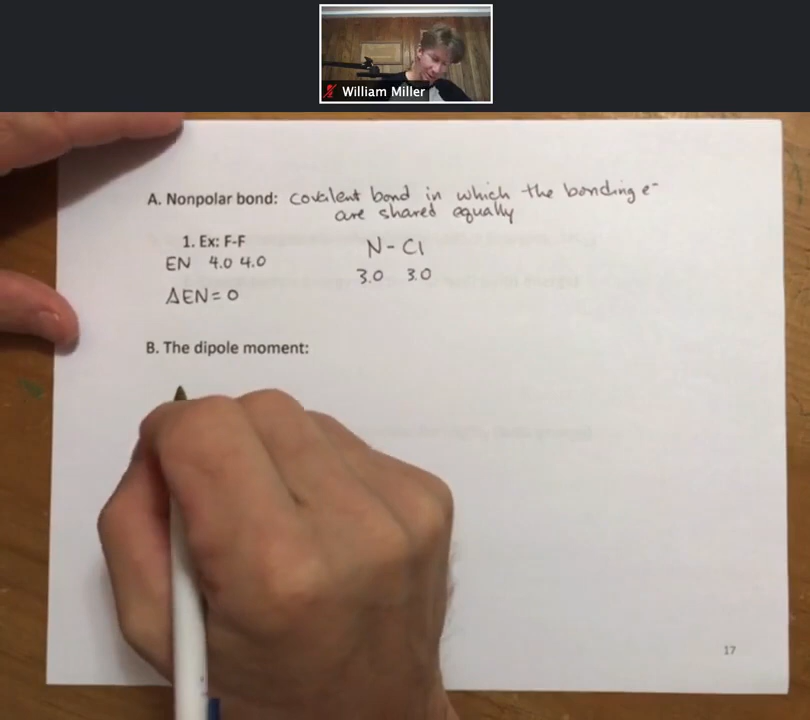 William Miller
A. Nonpolar bond: covalent bond in which the bonding e⁻
are shared equally
1. Ex: F-F
N - Cl
EN 4.0 4.0
3.0 3.0
ΔEN = 0
B. The dipole moment:
17